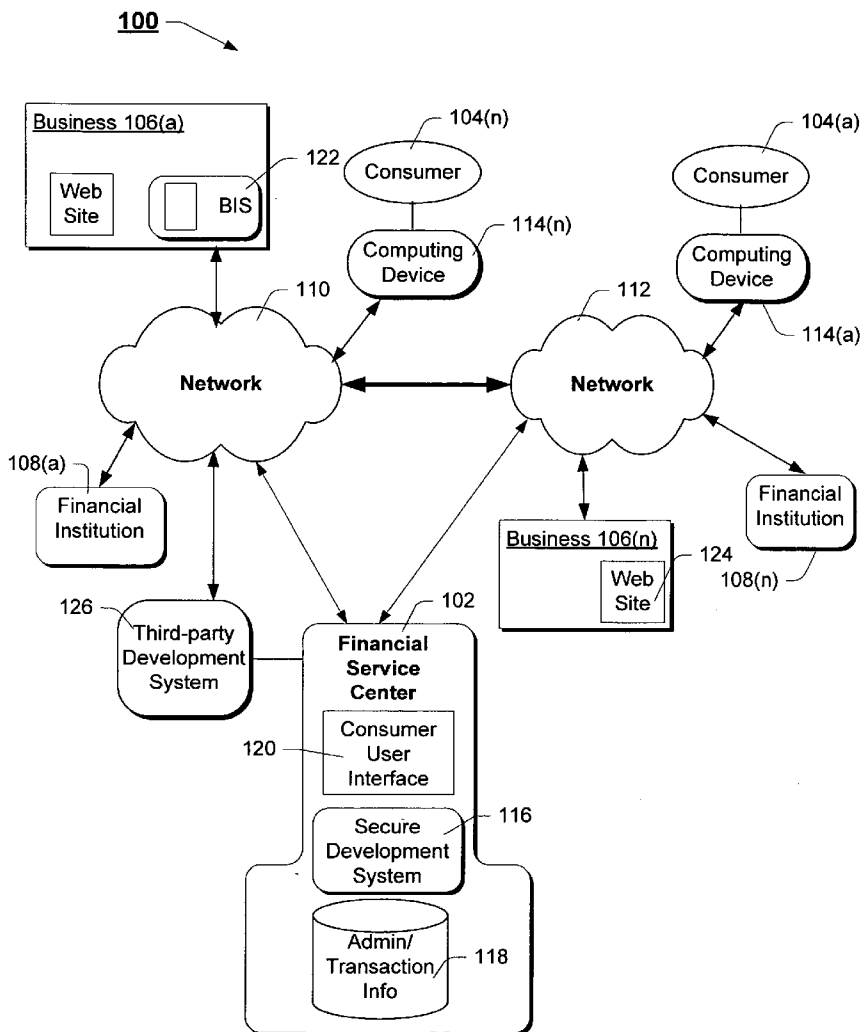 100
Business 106(a)
Web
Site
BIS
122
104(n)
Consumer
Computing
Device
114(n)
104(a)
Consumer
Computing
Device
114(a)
110
Network
112
Network
108(a)
Financial
Institution
Business 106(n)
Web
Site
124
Financial
Institution
108(n)
126
Third-party
Development
System
102
Financial
Service
Center
120
Consumer
User
Interface
Secure
Development
System
116
Admin/
Transaction
Info
118